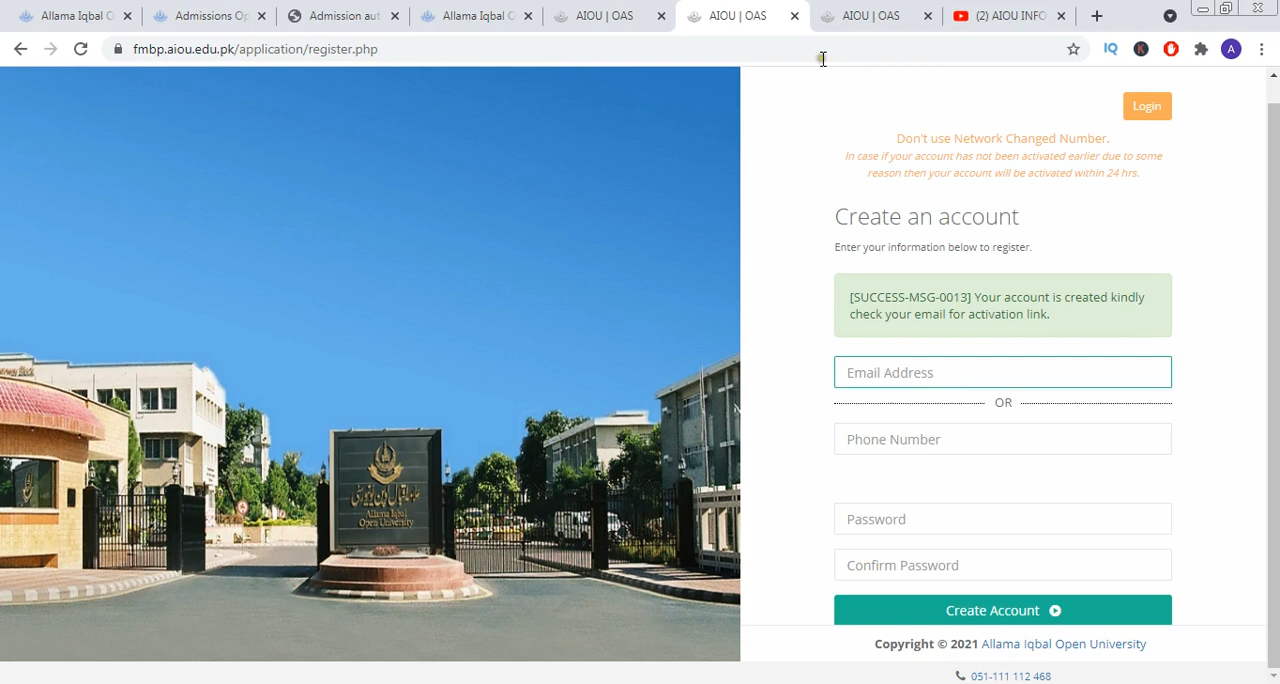 Allama Iqbal O
Admissions Op
Admission aut
Allama Iqbal O
AIOU | OAS
AIOU | OAS
AIOU | OAS
(2) AIOU INFO
fmbp.aiou.edu.pk/application/register.php
IQ
K
A
Login
Don't use Network Changed Number.
In case if your account has not been activated earlier due to some
reason then your account will be activated within 24 hrs.
Create an account
Enter your information below to register.
[SUCCESS-MSG-0013] Your account is created kindly
check your email for activation link.
Email Address
OR
Phone Number
Password
Confirm Password
Create Account
Allama Iqbal
Open University
Copyright © 2021 Allama Iqbal Open University
051-111 112 468